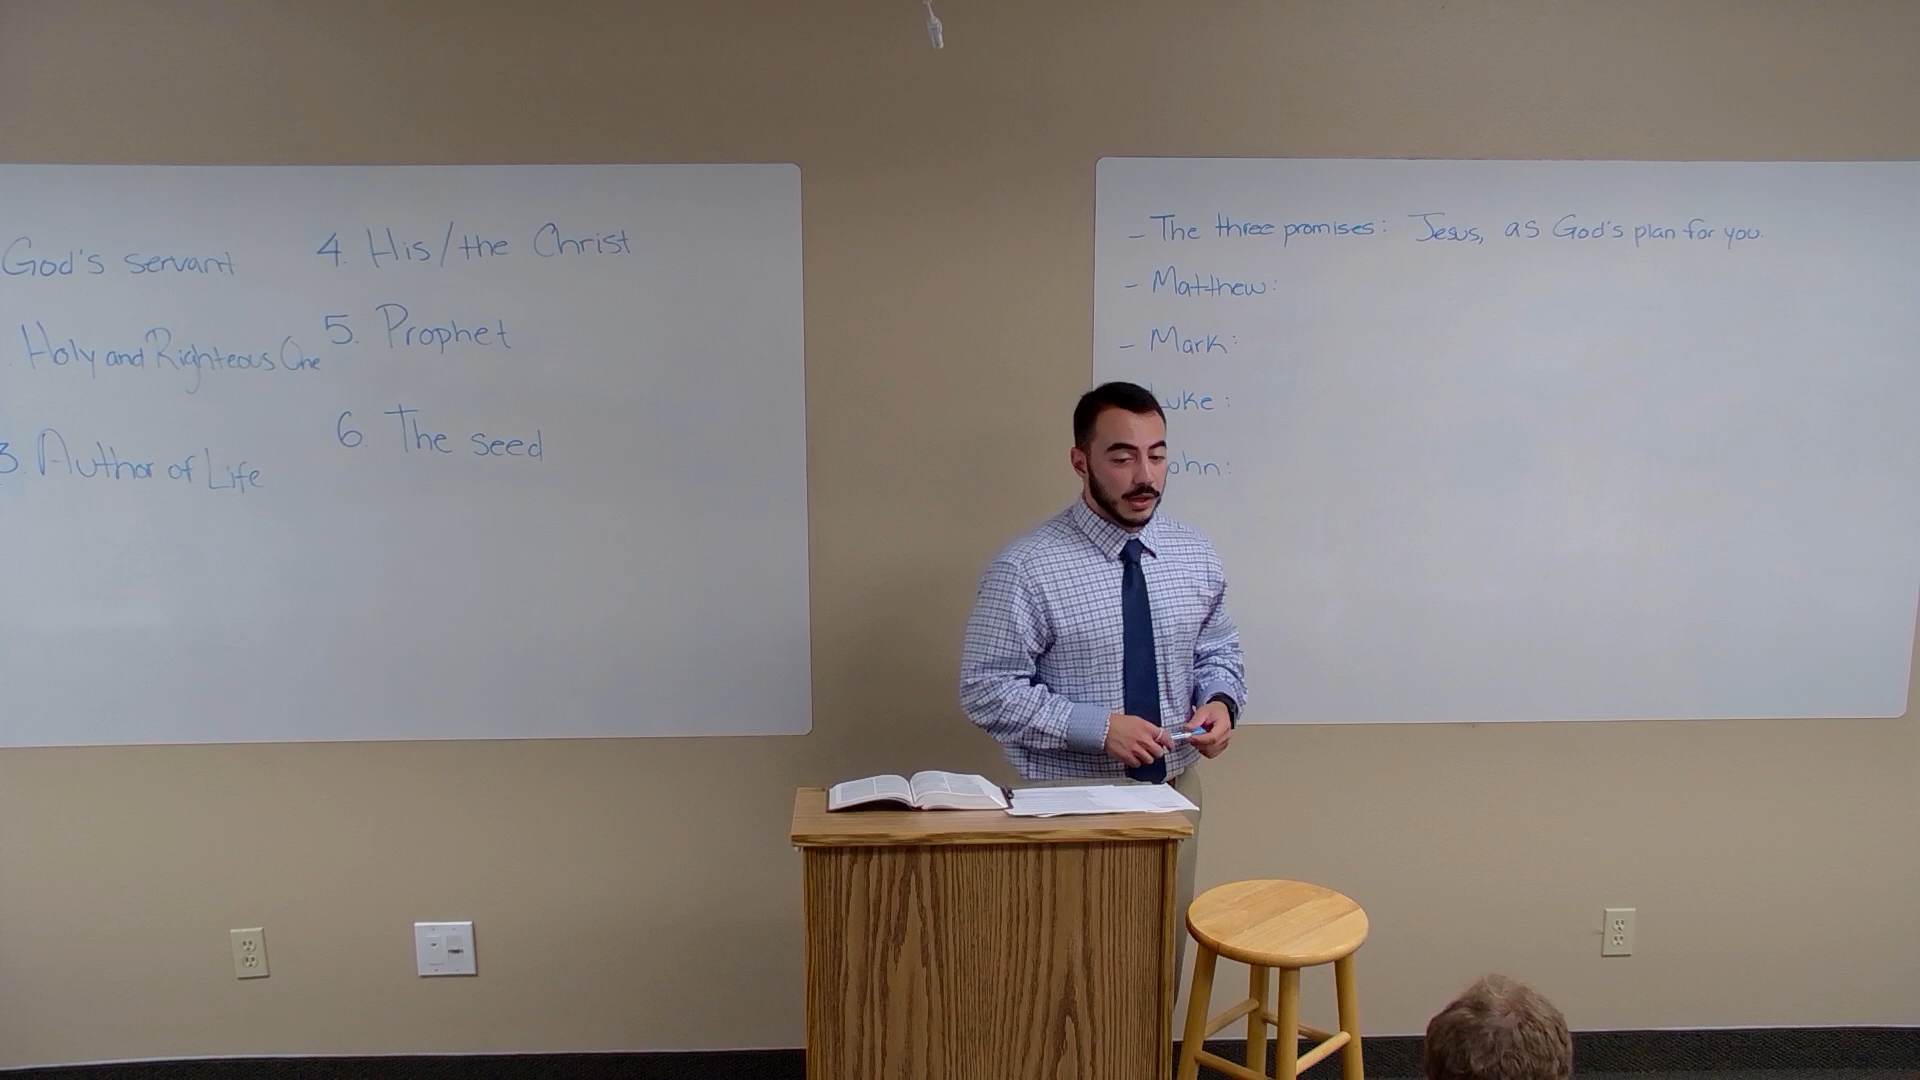 God's servant
Holy and Righteous One
3. Author of Life
4. His/the Christ
5. Prophet
6. The seed
- The three promises: Jesus, as God's plan for you.
- Matthew:
- Mark:
Luke:
ohn: